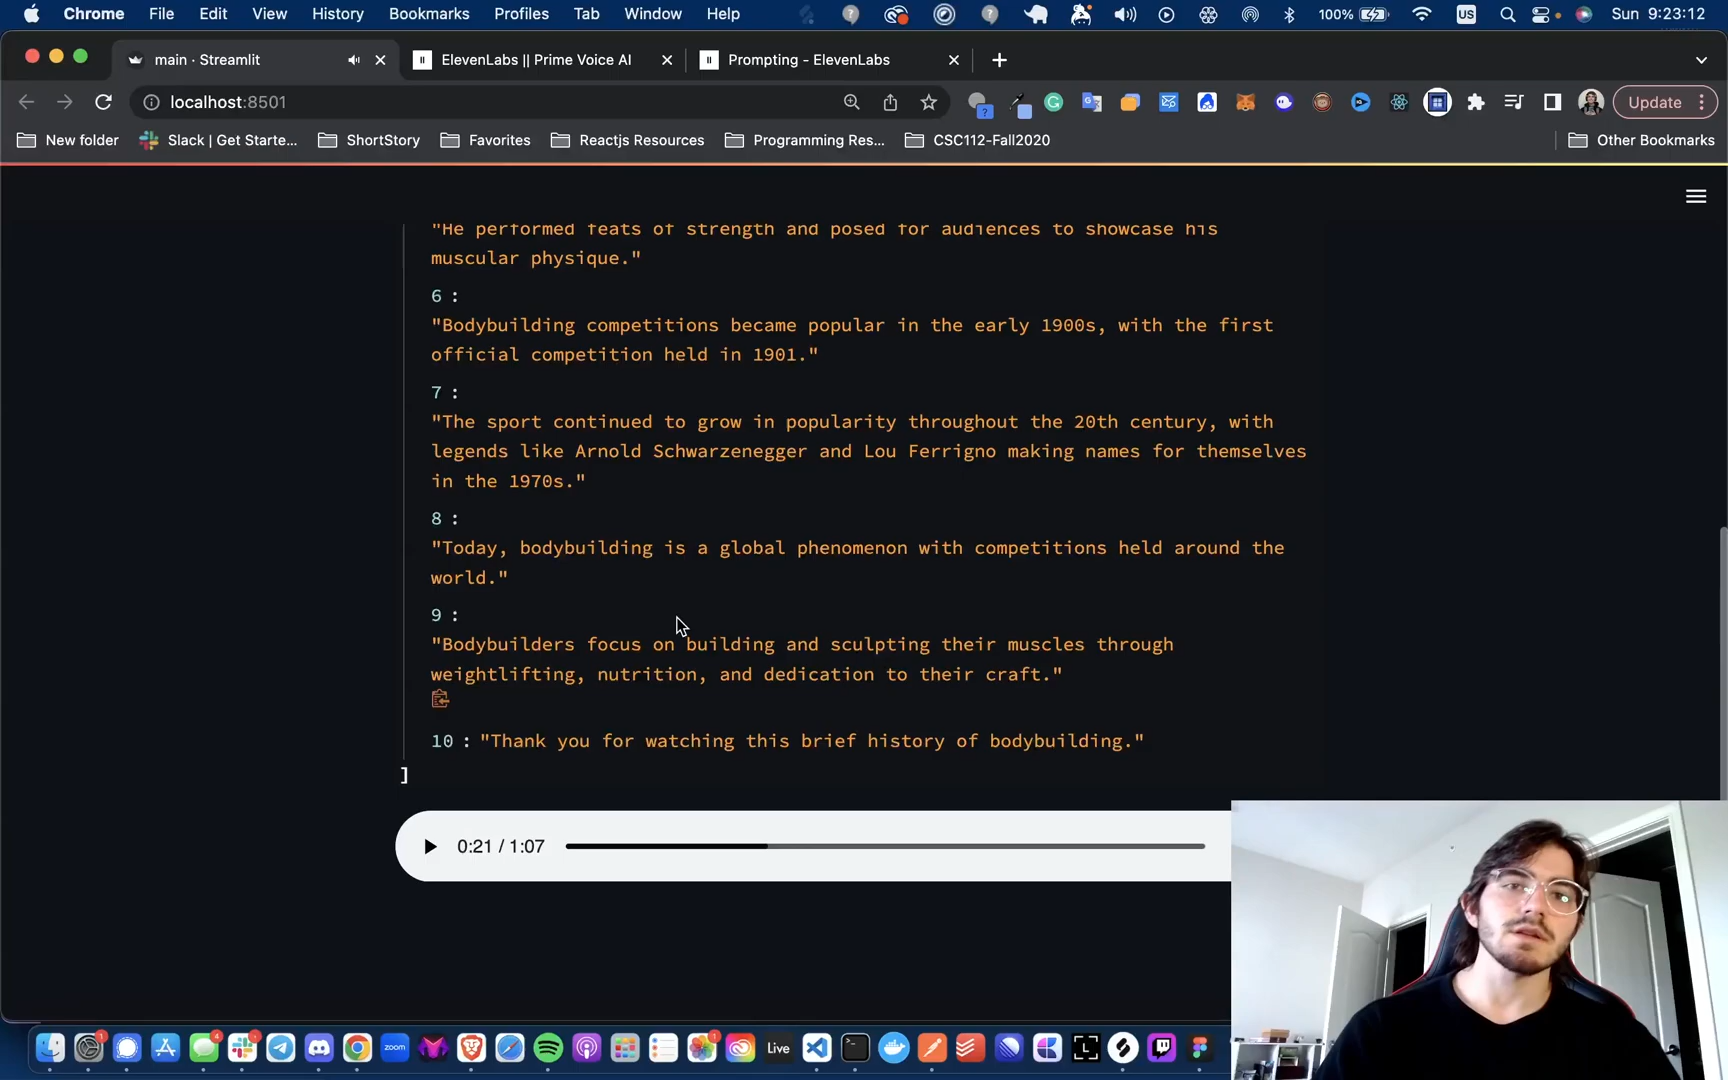 Chrome File Edit View History Bookmarks Profiles Tab Window Help 100% US Sun 9:23:12
main · Streamlit
ElevenLabs || Prime Voice AI
Prompting - ElevenLabs
localhost:8501
Update
New folder
Slack | Get Starte...
ShortStory
Favorites
Reactjs Resources
Programming Res...
CSC112-Fall2020
Other Bookmarks
"He performed feats of strength and posed for audiences to showcase his
muscular physique."
6 :
"Bodybuilding competitions became popular in the early 1900s, with the first
official competition held in 1901."
7 :
"The sport continued to grow in popularity throughout the 20th century, with
legends like Arnold Schwarzenegger and Lou Ferrigno making names for themselves
in the 1970s."
8 :
"Today, bodybuilding is a global phenomenon with competitions held around the
world."
9 :
"Bodybuilders focus on building and sculpting their muscles through
weightlifting, nutrition, and dedication to their craft."
10 : "Thank you for watching this brief history of bodybuilding."
]
0:21 / 1:07
zoom
Live